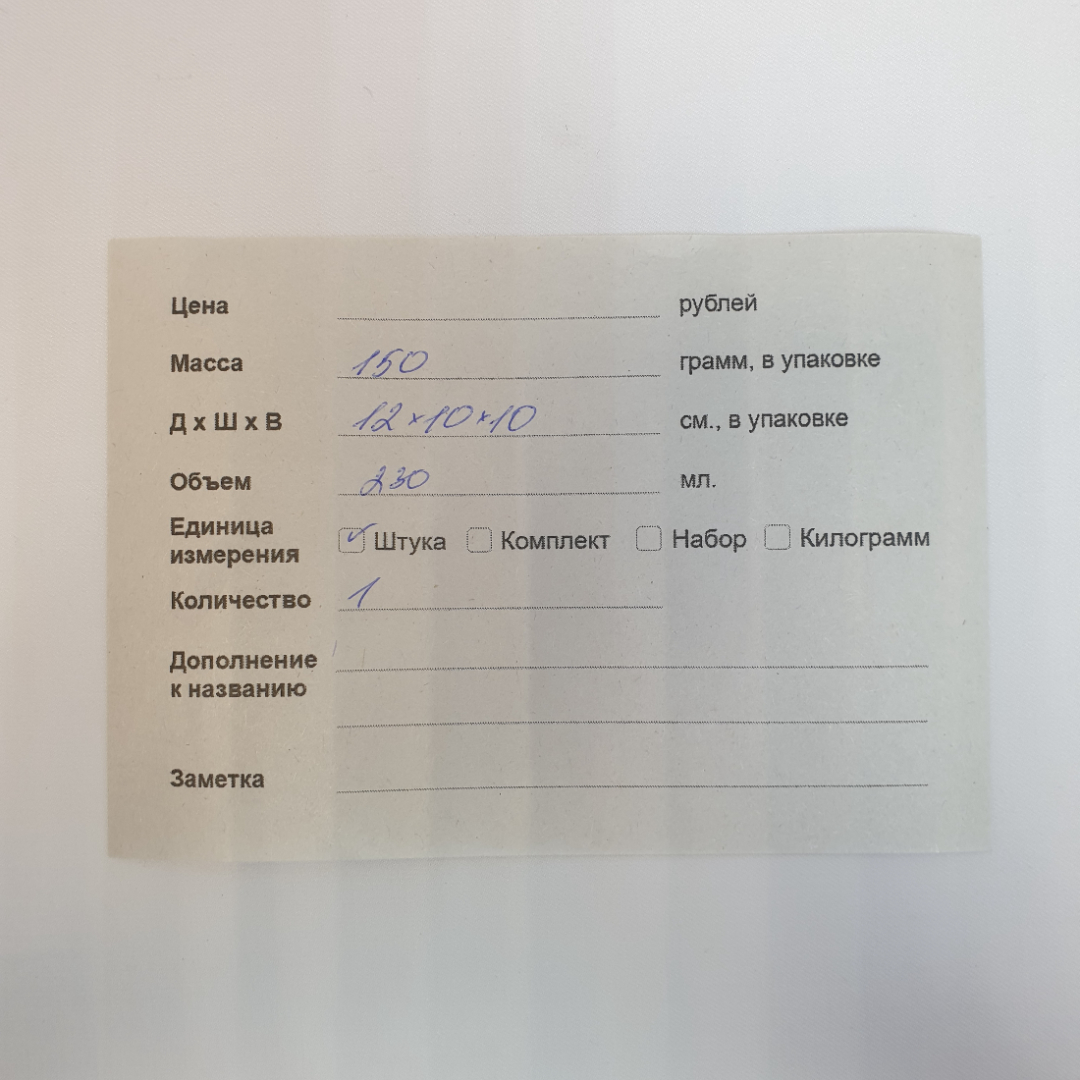 Цена рублей
Масса 150 грамм, в упаковке
Д х Ш х В 12×10×10 см., в упаковке
Объем 230 мл.
Единица
измерения Штука Комплект Набор Килограмм
Количество 1
Дополнение
к названию
Заметка